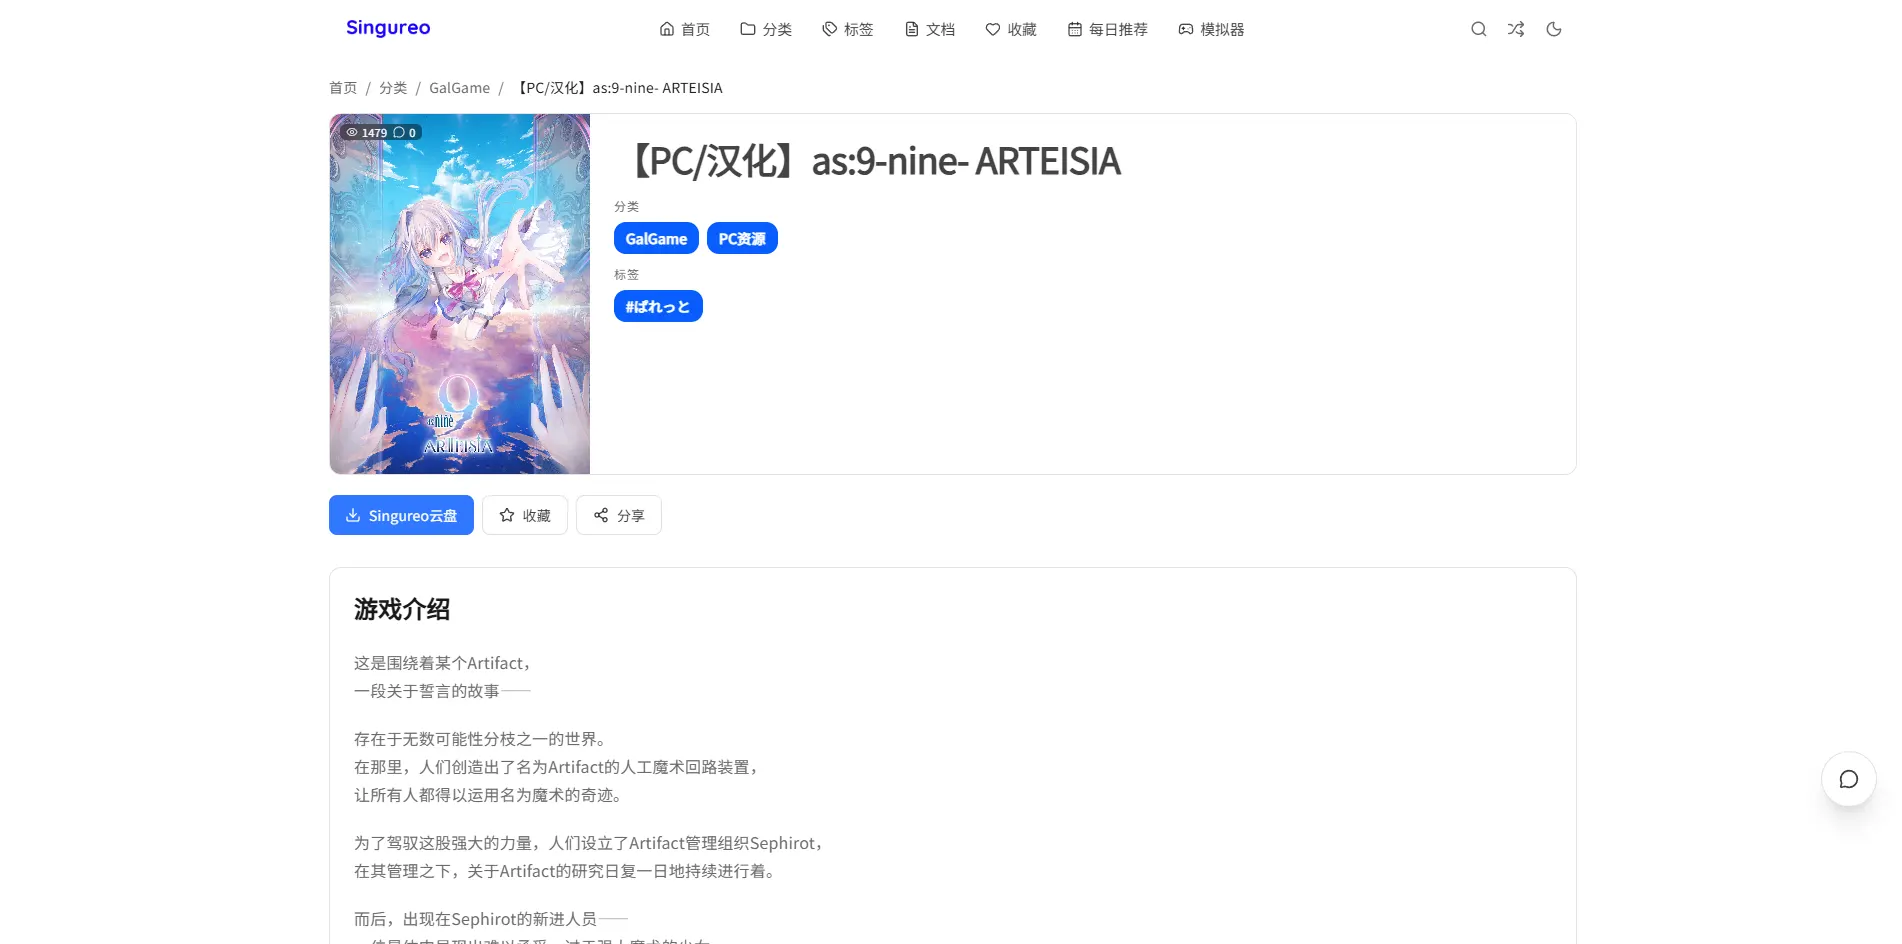 Singureo
首页
分类
标签
文档
收藏
每日推荐
模拟器
首页 / 分类 / GalGame / 【PC/汉化】as:9-nine- ARTEISIA
1479 0
9
as nine
ARTEISIA
【PC/汉化】as:9-nine- ARTEISIA
分类
GalGame
PC资源
标签
#ぱれっと
Singureo云盘
收藏
分享
游戏介绍
这是围绕着某个Artifact，
一段关于誓言的故事——
存在于无数可能性分枝之一的世界。
在那里，人们创造出了名为Artifact的人工魔术回路装置，
让所有人都得以运用名为魔术的奇迹。
为了驾驭这股强大的力量，人们设立了Artifact管理组织Sephirot，
在其管理之下，关于Artifact的研究日复一日地持续进行着。
而后，出现在Sephirot的新进人员——